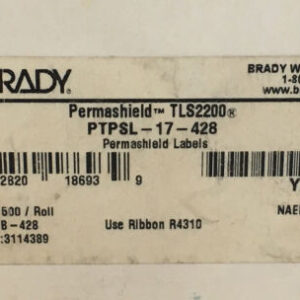 BRADY
BRADY W
1-80
www.b
Permashield™ TLS2200®
PTPSL-17-428
Permashield Labels
2820 18693 9
Y
500 / Roll
B-428
:3114389
Use Ribbon R4310
NAE